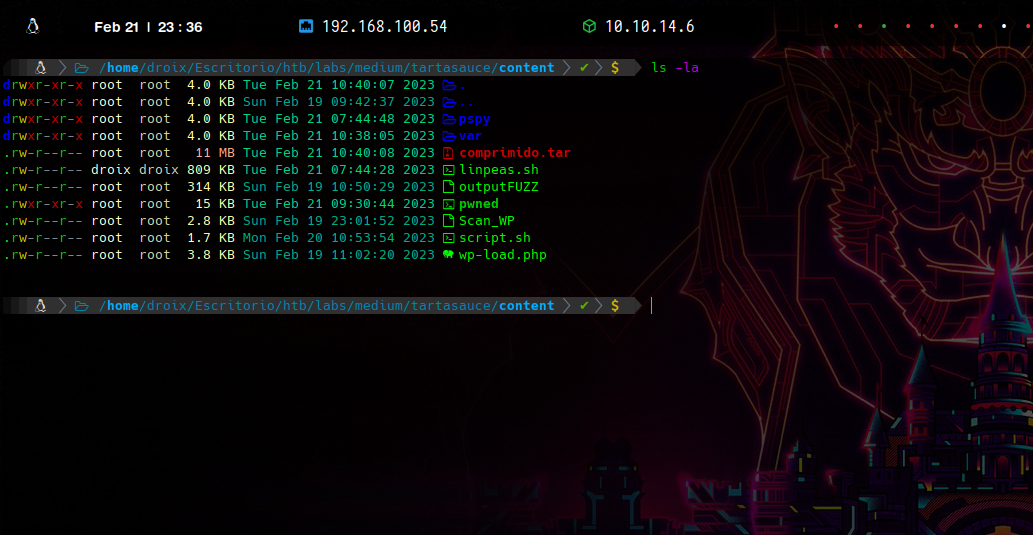 Feb 21 | 23:36 192.168.100.54 10.10.14.6
/home/droix/Escritorio/htb/labs/medium/tartasauce/content ✔ $ ls -la
drwxr-xr-x root root 4.0 KB Tue Feb 21 10:40:07 2023 .
drwxr-xr-x root root 4.0 KB Sun Feb 19 09:42:37 2023 ..
drwxr-xr-x root root 4.0 KB Tue Feb 21 07:44:48 2023 pspy
drwxr-xr-x root root 4.0 KB Tue Feb 21 10:38:05 2023 var
.rw-r--r-- root root 11 MB Tue Feb 21 10:40:08 2023 comprimido.tar
.rw-r--r-- droix droix 809 KB Tue Feb 21 07:44:28 2023 linpeas.sh
.rw-r--r-- root root 314 KB Sun Feb 19 10:50:29 2023 outputFUZZ
.rwxr-xr-x root root 15 KB Tue Feb 21 09:30:44 2023 pwned
.rw-r--r-- root root 2.8 KB Sun Feb 19 23:01:52 2023 Scan_WP
.rw-r--r-- root root 1.7 KB Mon Feb 20 10:53:54 2023 script.sh
.rw-r--r-- root root 3.8 KB Sun Feb 19 11:02:20 2023 wp-load.php
/home/droix/Escritorio/htb/labs/medium/tartasauce/content ✔ $